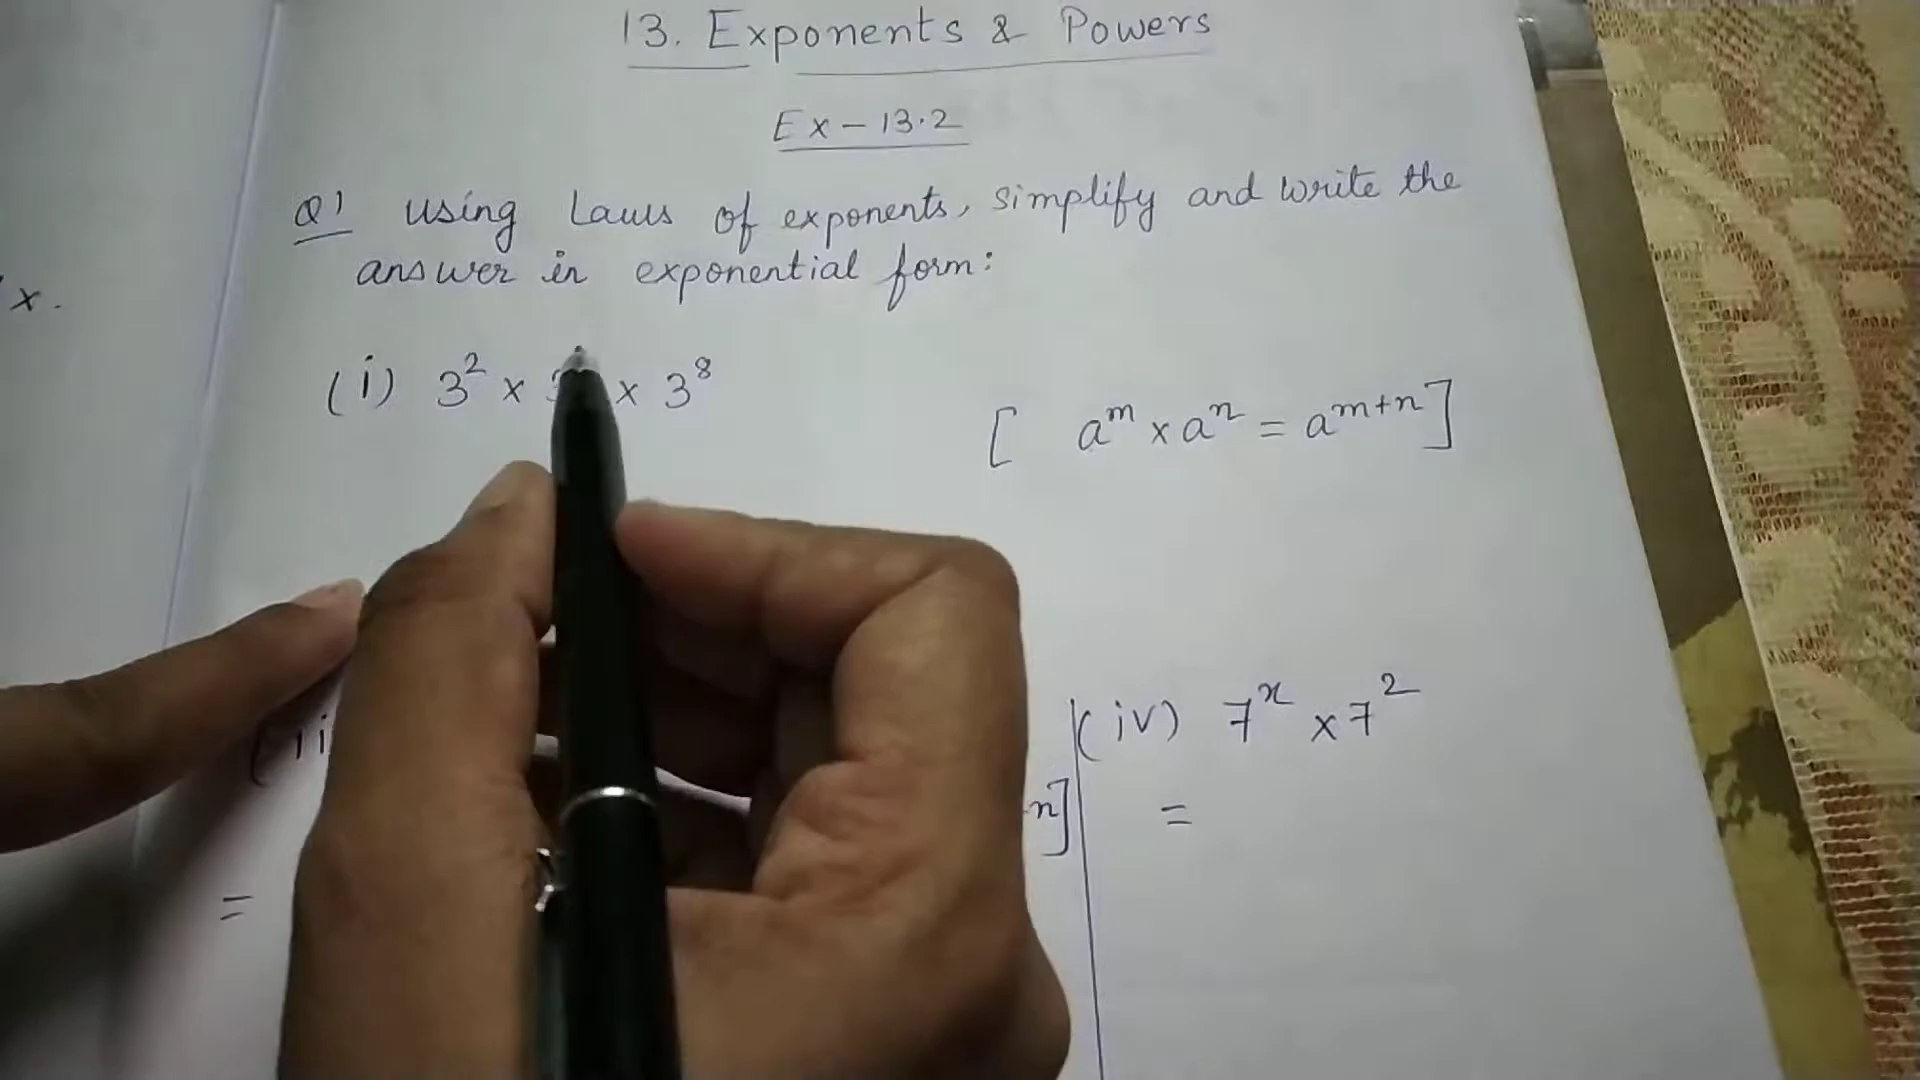 13. Exponents & Powers
Ex - 13.2
Q1 Using Laws of exponents, simplify and write the
answer in exponential form:
x.
(i) 3² x x 3⁸
[ aᵐ x aⁿ = aᵐ⁺ⁿ ]
(ii
(iv) 7ˣ x 7²
n]
=
=